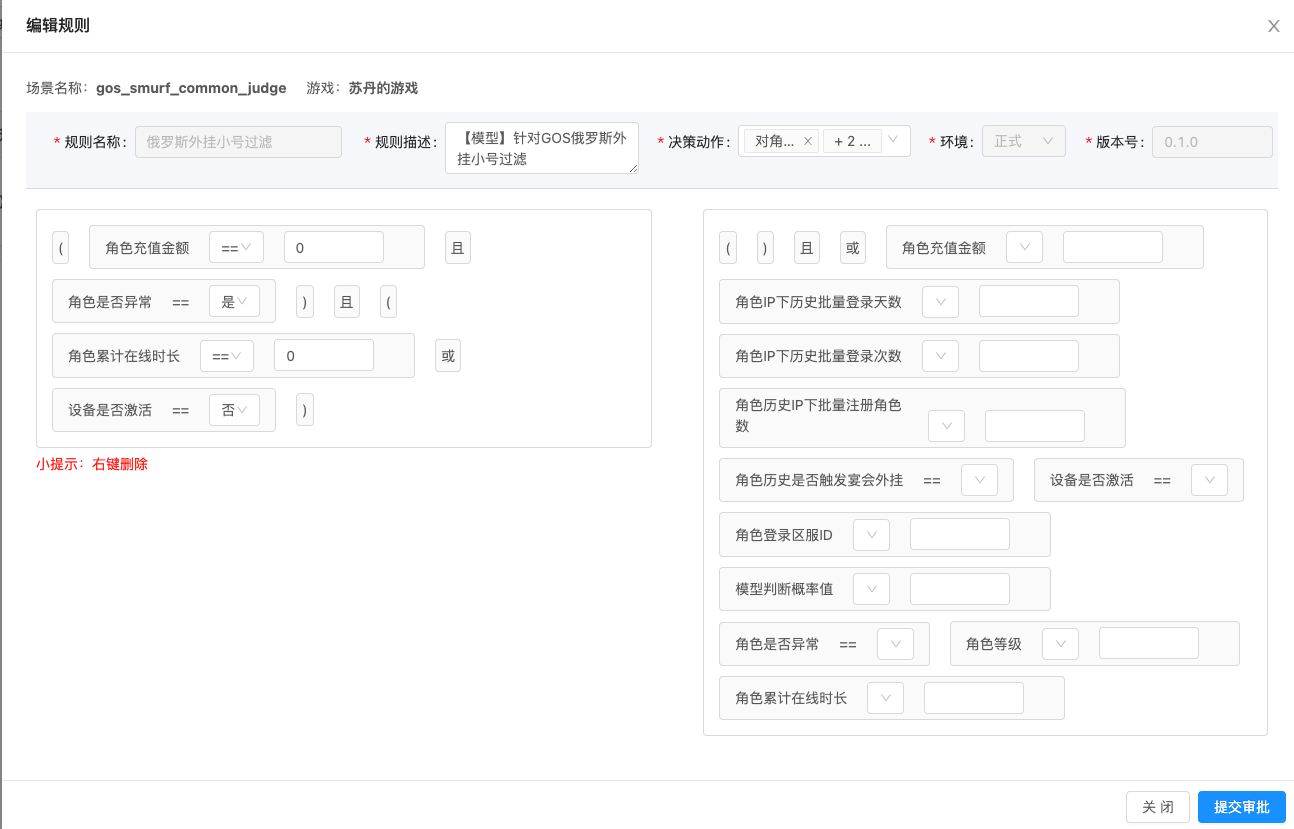 编辑规则
X
场景名称：gos_smurf_common_judge 游戏：苏丹的游戏
* 规则名称： 俄罗斯外挂小号过滤
* 规则描述： 【模型】针对GOS俄罗斯外
挂小号过滤
* 决策动作： 对角... × + 2 ...
* 环境： 正式
* 版本号： 0.1.0
( 角色充值金额 == 0 且
角色是否异常 == 是 ) 且 (
角色累计在线时长 == 0 或
设备是否激活 == 否 )
小提示：右键删除
( ) 且 或 角色充值金额
角色IP下历史批量登录天数
角色IP下历史批量登录次数
角色历史IP下批量注册角色
数
角色历史是否触发宴会外挂 == 设备是否激活 ==
角色登录区服ID
模型判断概率值
角色是否异常 == 角色等级
角色累计在线时长
关 闭 提交审批